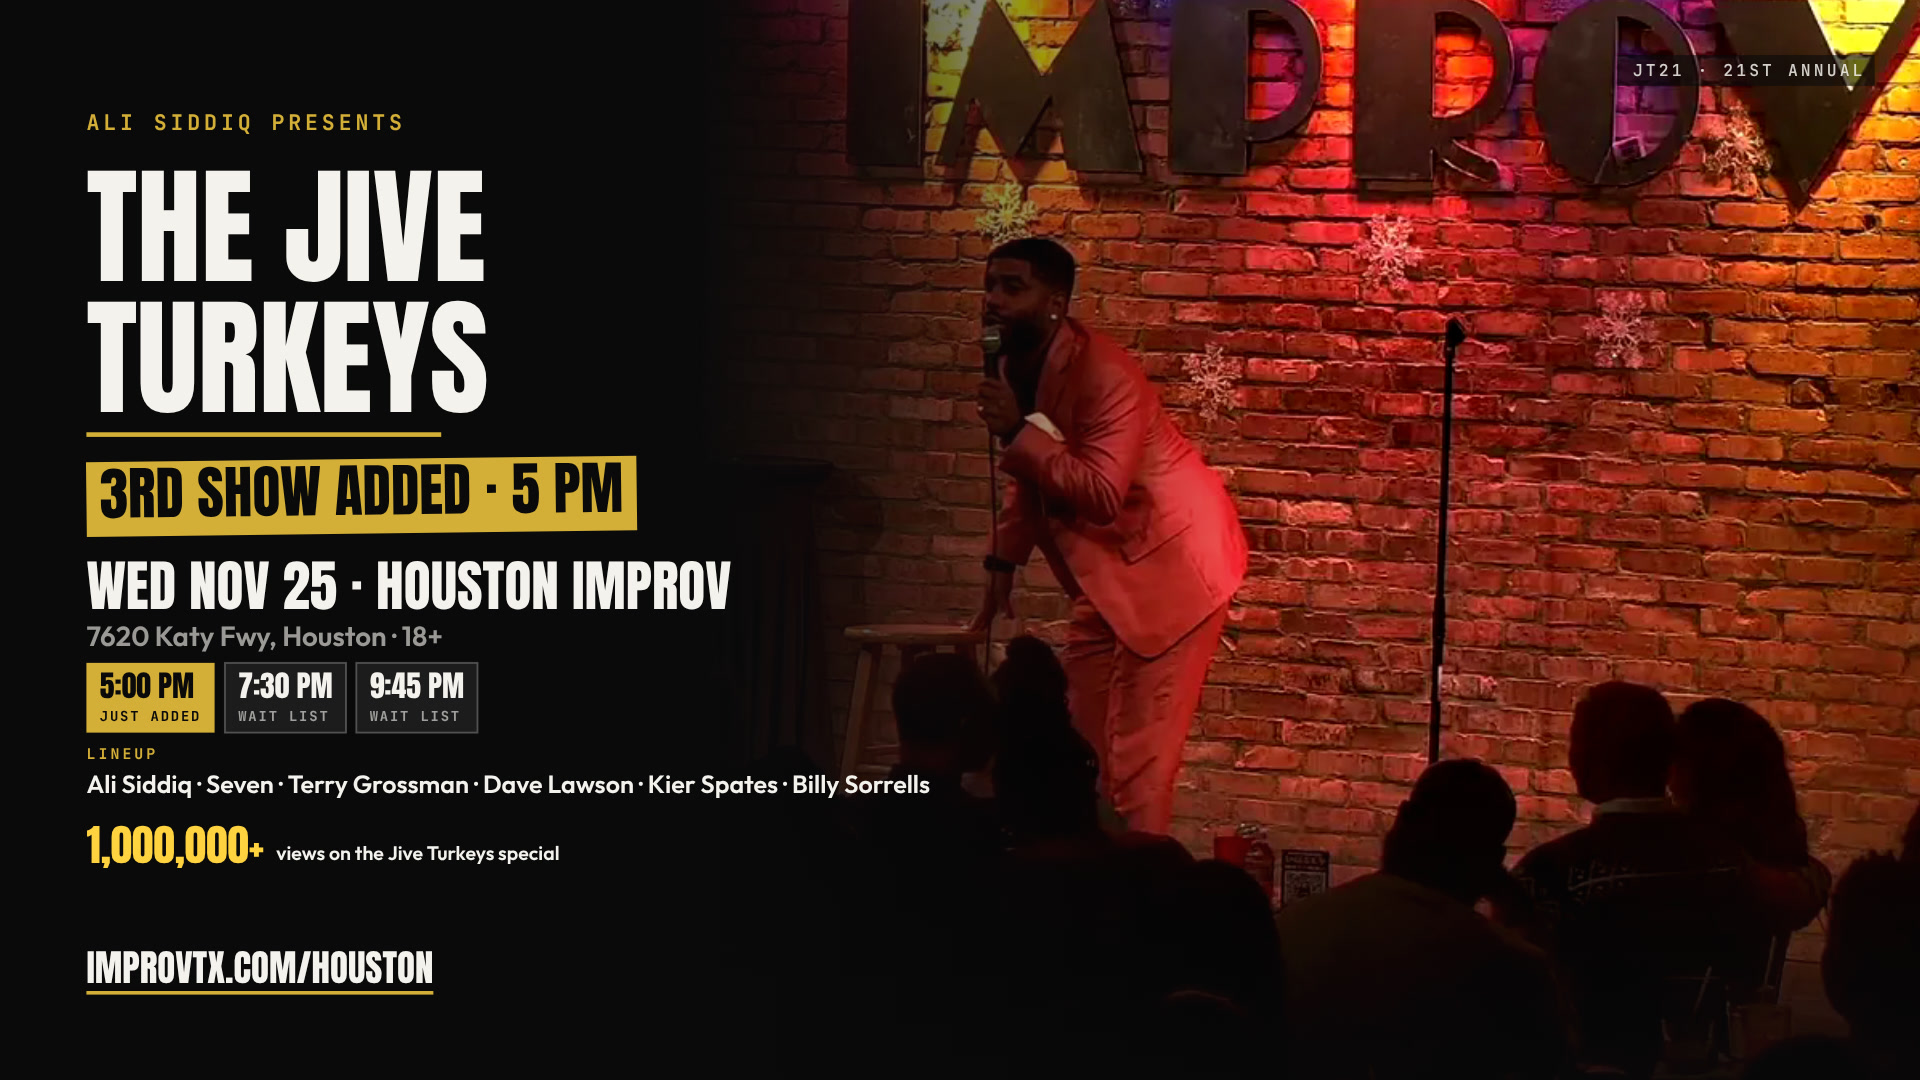 IMPROV
JT21 · 21ST ANNUAL
ALI SIDDIQ PRESENTS
THE JIVE
TURKEYS
3RD SHOW ADDED · 5 PM
WED NOV 25 · HOUSTON IMPROV
7620 Katy Fwy, Houston · 18+
5:00 PM 7:30 PM 9:45 PM
JUST ADDED WAIT LIST WAIT LIST
LINEUP
Ali Siddiq · Seven · Terry Grossman · Dave Lawson · Kier Spates · Billy Sorrells
1,000,000+ views on the Jive Turkeys special
IMPROVTX.COM/HOUSTON